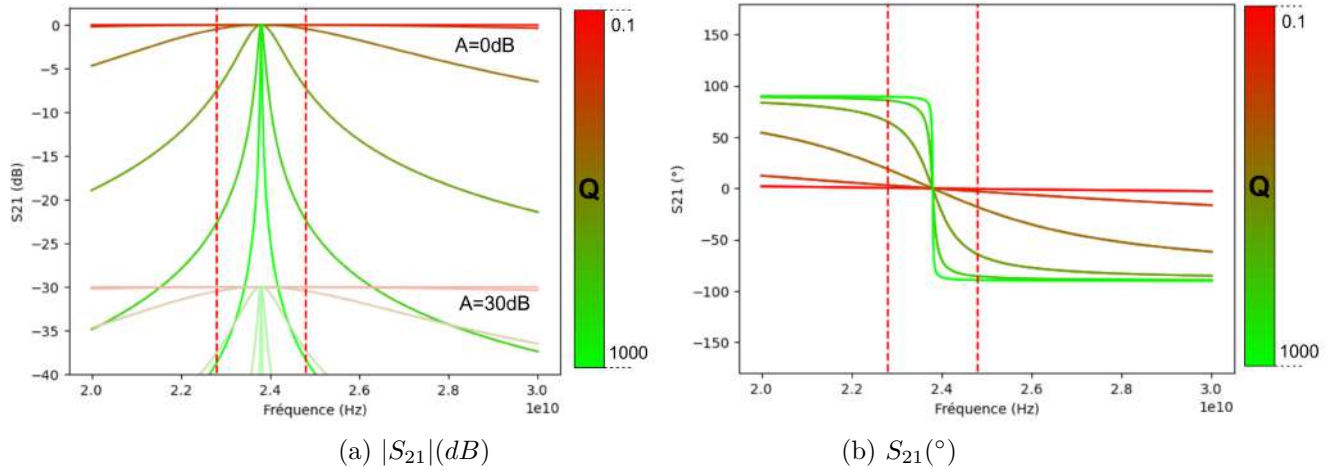 0
−5
−10
−15
−20
−25
−30
−35
−40
S21 (dB)
A=0dB
A=30dB
2.0
2.2
2.4
2.6
2.8
3.0
1e10
Fréquence (Hz)
0.1
Q
1000
(a) |S₂₁|(dB)
150
100
50
0
−50
−100
−150
S21 (°)
2.0
2.2
2.4
2.6
2.8
3.0
1e10
Fréquence (Hz)
0.1
Q
1000
(b) S₂₁(°)